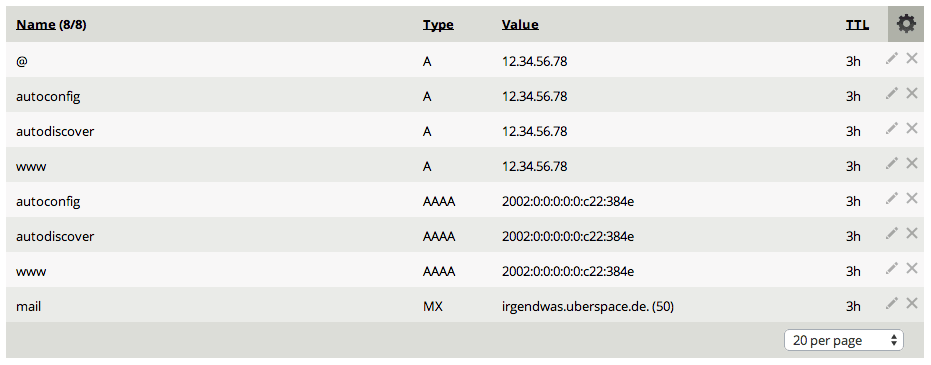 Name (8/8) Type Value TTL
@ A 12.34.56.78 3h
autoconfig A 12.34.56.78 3h
autodiscover A 12.34.56.78 3h
www A 12.34.56.78 3h
autoconfig AAAA 2002:0:0:0:0:0:c22:384e 3h
autodiscover AAAA 2002:0:0:0:0:0:c22:384e 3h
www AAAA 2002:0:0:0:0:0:c22:384e 3h
mail MX irgendwas.uberspace.de. (50) 3h
20 per page